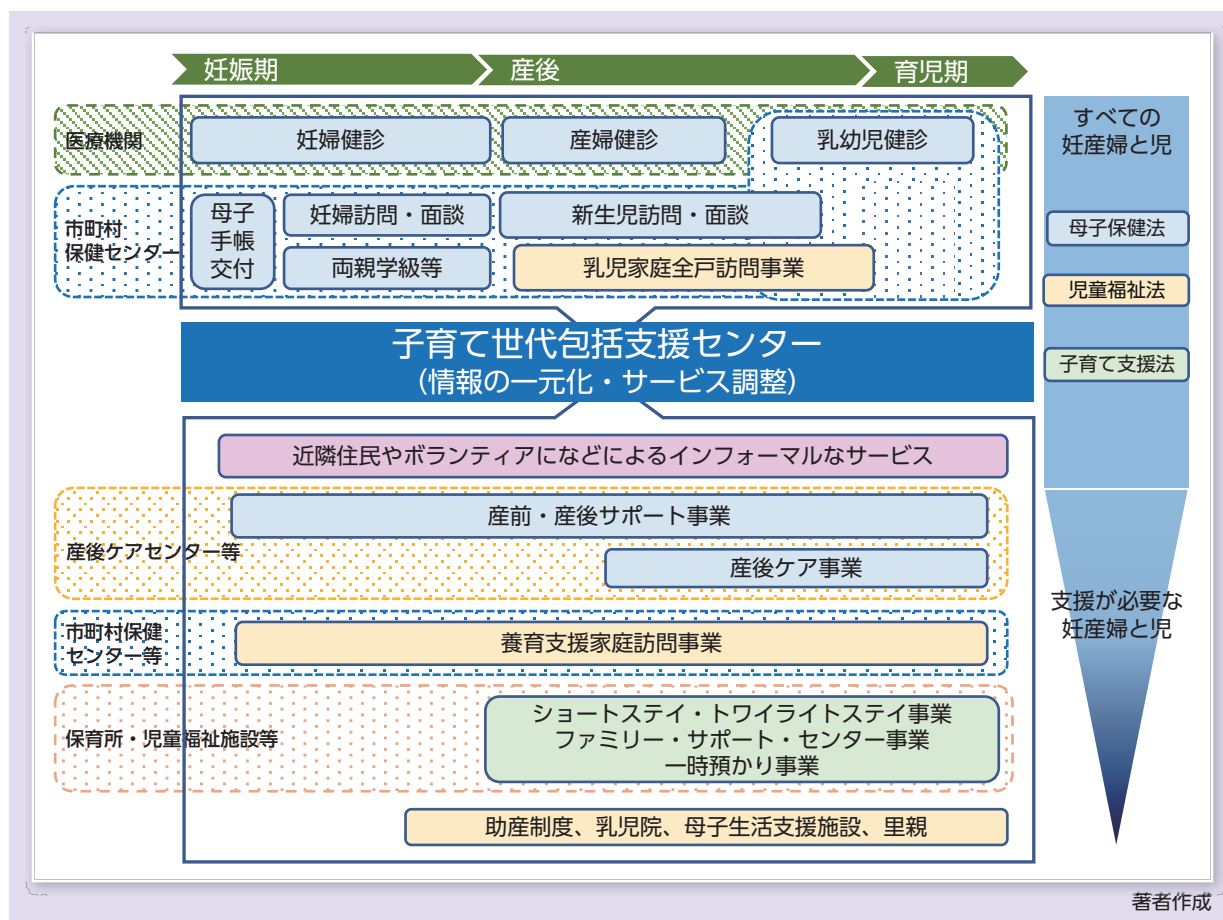 妊娠期
産後
育児期
医療機関
妊婦健診
産婦健診
乳幼児健診
市町村
保健センター
母子
手帳
交付
妊婦訪問・面談
両親学級等
新生児訪問・面談
乳児家庭全戸訪問事業
すべての
妊産婦と児
母子保健法
児童福祉法
子育て支援法
子育て世代包括支援センター
(情報の一元化・サービス調整)
近隣住民やボランティアになどによるインフォーマルなサービス
産後ケアセンター等
産前・産後サポート事業
産後ケア事業
市町村保健
センター等
養育支援家庭訪問事業
支援が必要な
妊産婦と児
保育所・児童福祉施設等
ショートステイ・トワイライトステイ事業
ファミリー・サポート・センター事業
一時預かり事業
助産制度、乳児院、母子生活支援施設、里親
著者作成